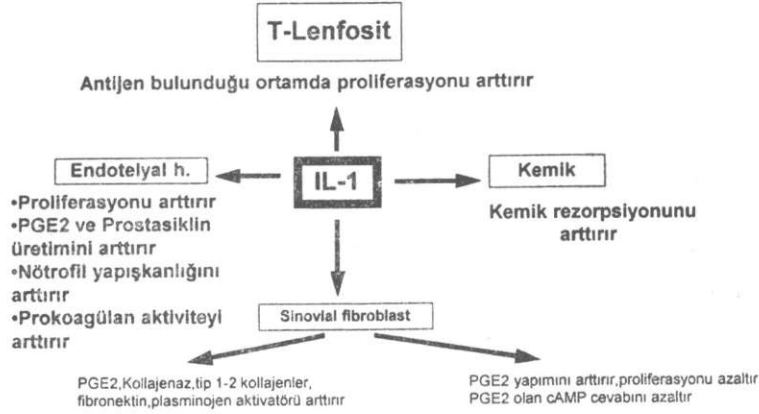 T-Lenfosit
Antijen bulunduğu ortamda proliferasyonu arttırır
Endotelyal h.
IL-1
Kemik
•Proliferasyonu arttırır
•PGE2 ve Prostasiklin
üretimini arttırır
•Nötrofil yapışkanlığını
arttırır
•Prokoagülan aktiviteyi
arttırır
Kemik rezorpsiyonunu
arttırır
Sinovial fibroblast
PGE2,Kollajenaz,tip 1-2 kollajenler,
fibronektin,plasminojen aktivatörü arttırır
PGE2 yapımını arttırır,proliferasyonu azaltır
PGE2 olan cAMP cevabını azaltır